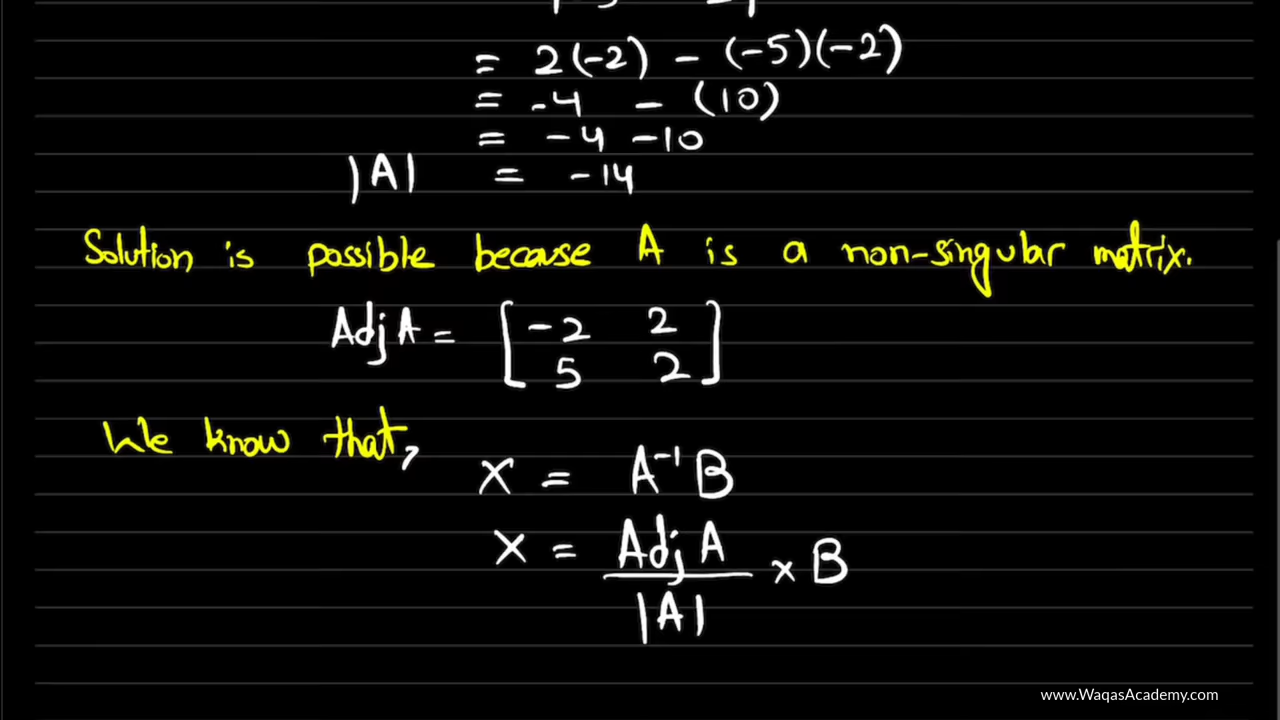 = 2(-2) - (-5)(-2)
= -4 - (10)
= -4 -10
|A| = -14
Solution is possible because A is a non-singular matrix.
Adj A = [ -2 2
5 2 ]
We know that,
X = A⁻¹ B
X = Adj A / |A| × B
www.WaqasAcademy.com